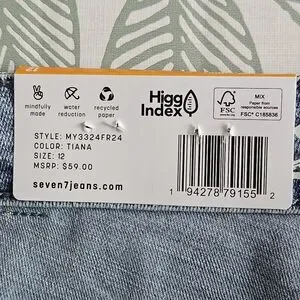 mindfully made
water reduction
recycled paper
Higg Index
FSC
MIX
Paper from responsible sources
FSC® C185836
STYLE: MY3324FR24
COLOR: TIANA
SIZE: 12
MSRP: $59.00
seven7jeans.com
1 94278 79155 2